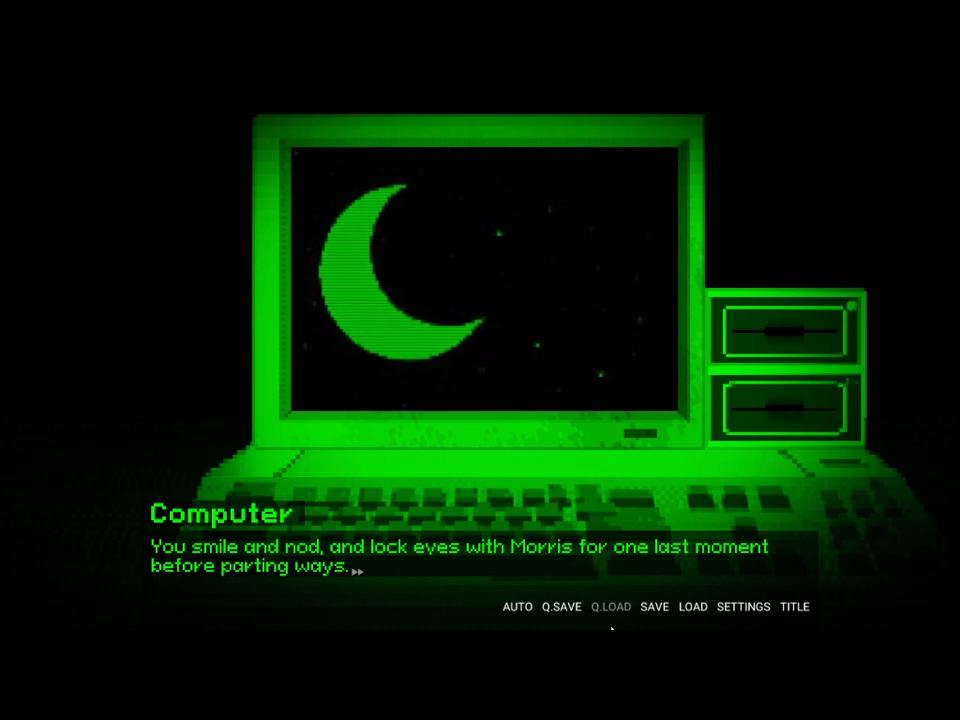 Computer
You smile and nod, and lock eyes with Morris for one last moment
before parting ways.
AUTO Q.SAVE Q.LOAD SAVE LOAD SETTINGS TITLE